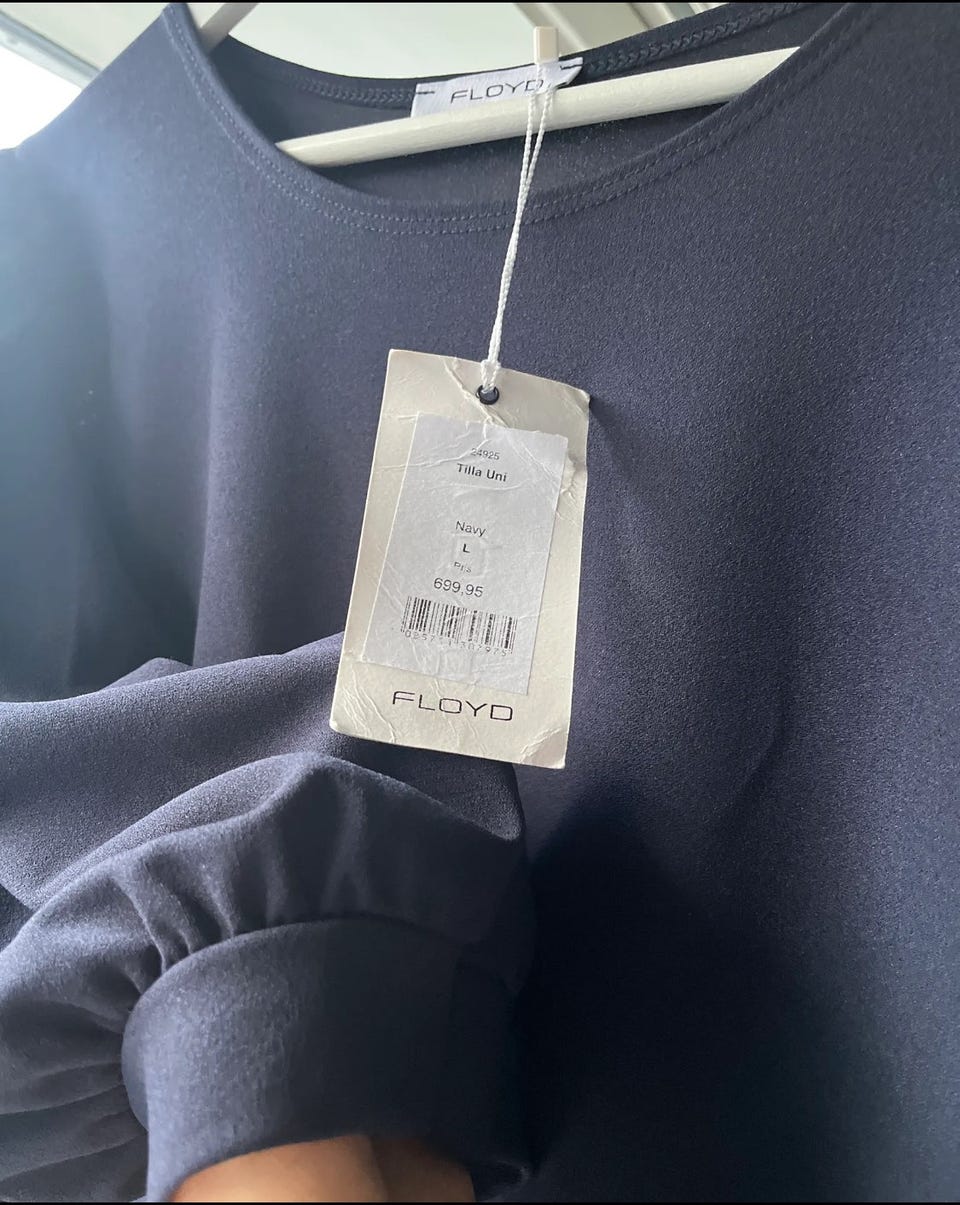 FLOYD
24925
Tilla Uni
Navy
L
Pris
699,95
FLOYD